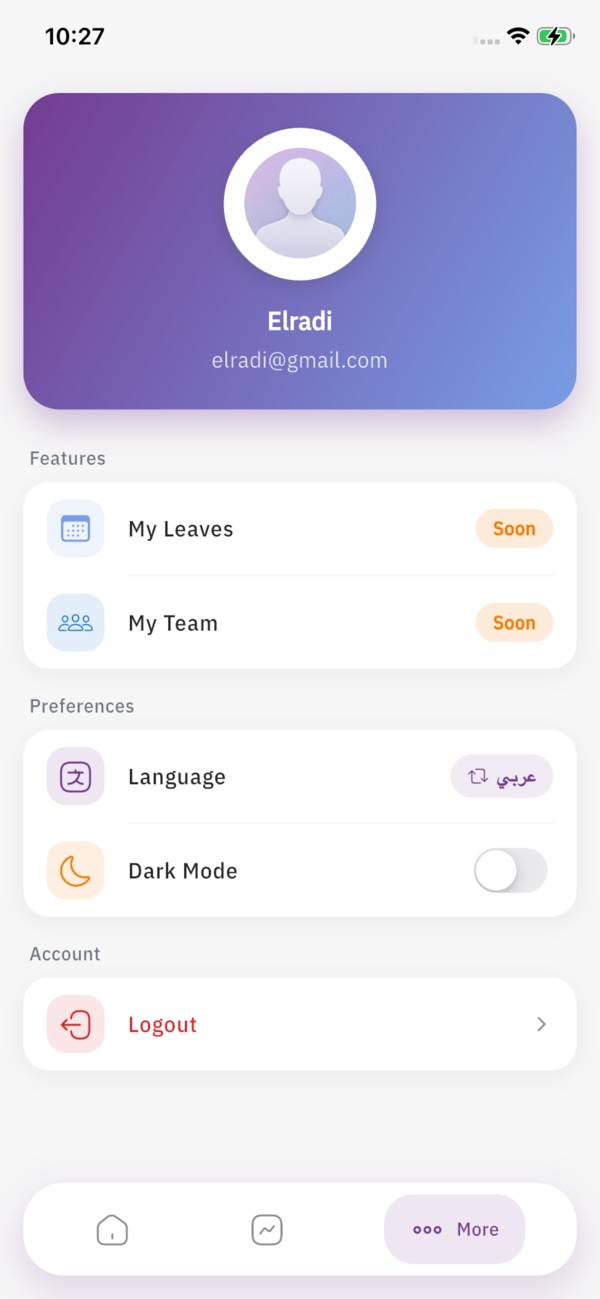 10:27
Elradi
elradi@gmail.com
Features
My Leaves
Soon
My Team
Soon
Preferences
Language
عربي
Dark Mode
Account
Logout
More